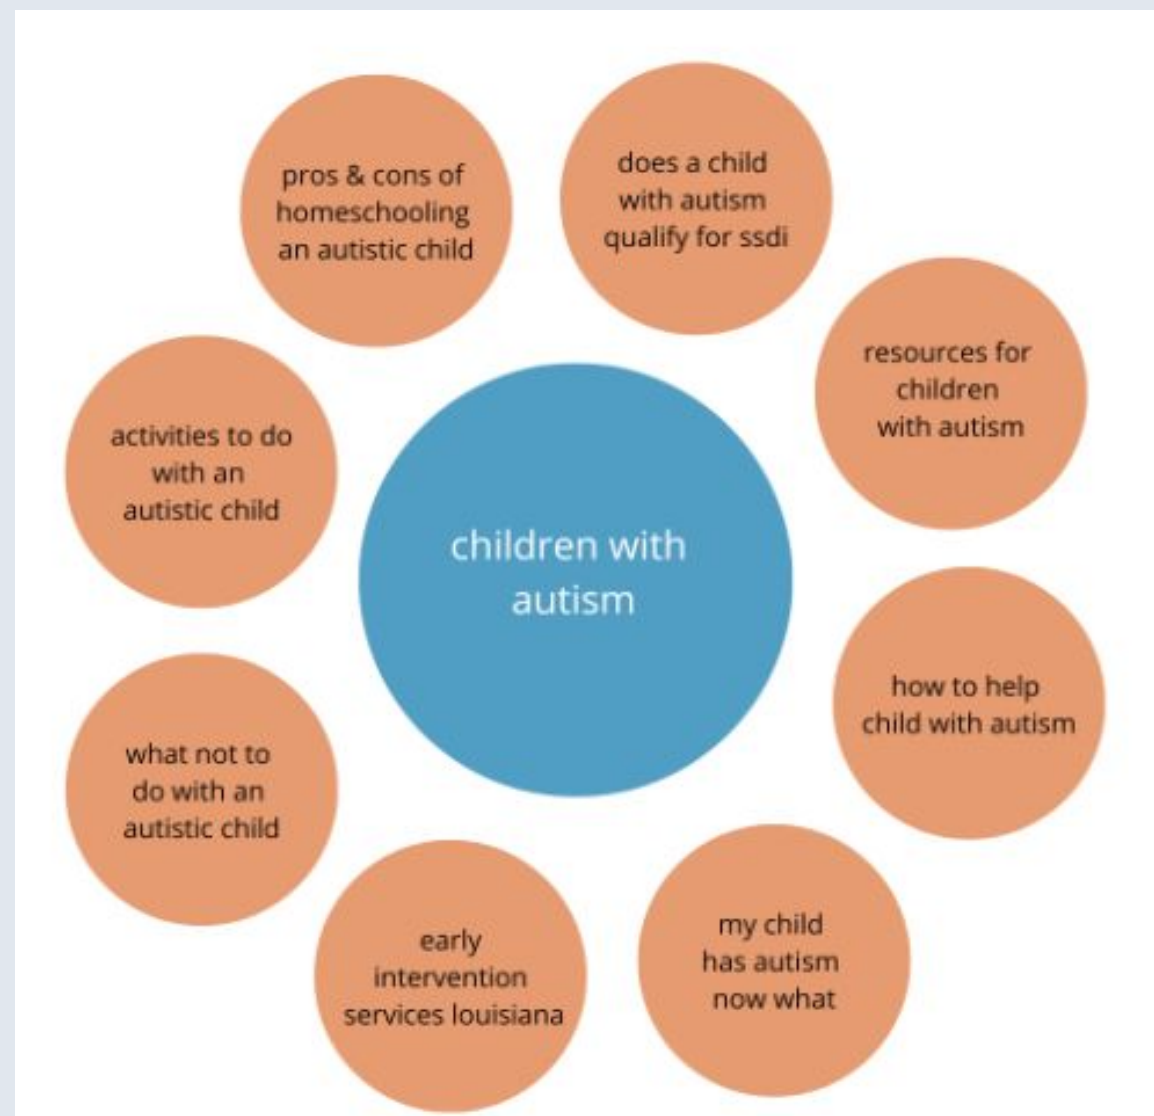 pros & cons of
homeschooling
an autistic child
does a child
with autism
qualify for ssdi
resources for
children
with autism
activities to do
with an
autistic child
children with
autism
how to help
child with autism
what not to
do with an
autistic child
early
intervention
services louisiana
my child
has autism
now what